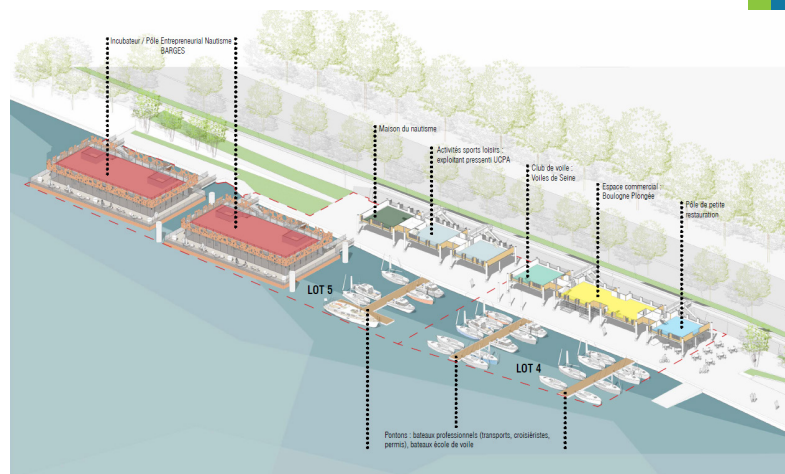 Incubateur / Pôle Entrepreneurial Nautisme
BARGES
Maison du nautisme
Activités sports loisirs :
exploitant pressenti UCPA
Club de voile :
Voiles de Seine
Espace commercial :
Boulogne Plongée
Pôle de petite
restauration
LOT 5
LOT 4
Pontons : bateaux professionnels (transports, croisiéristes,
permis), bateaux école de voile